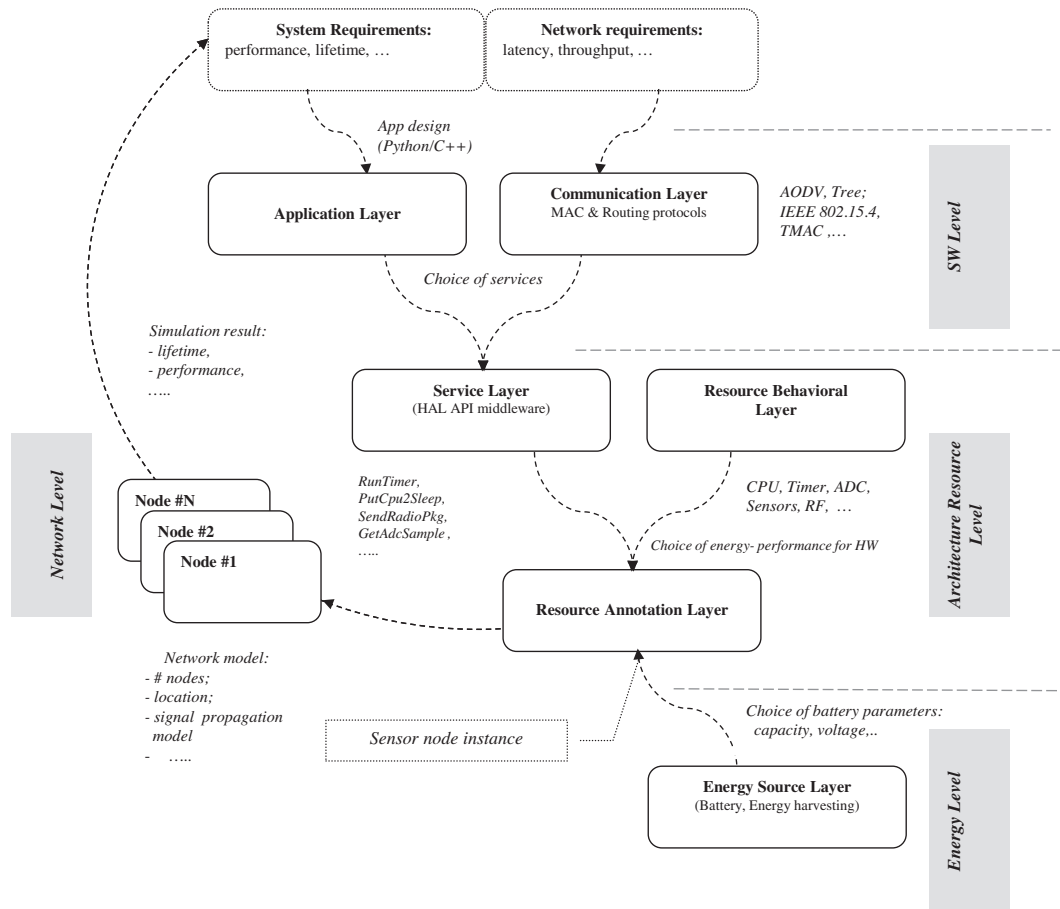 System Requirements:
performance, lifetime, …
Network requirements:
latency, throughput, …
App design
(Python/C++)
Application Layer
Communication Layer
MAC & Routing protocols
AODV, Tree;
IEEE 802.15.4,
TMAC ,…
SW Level
Choice of services
Simulation result:
- lifetime,
- performance,
…..
Service Layer
(HAL API middleware)
Resource Behavioral
Layer
Network Level
Node #N
Node #2
Node #1
RunTimer,
PutCpu2Sleep,
SendRadioPkg,
GetAdcSample ,
…..
CPU, Timer, ADC,
Sensors, RF, …
Choice of energy- performance for HW
Architecture Resource
Level
Resource Annotation Layer
Network model:
- # nodes;
- location;
- signal propagation
model
- …..
Sensor node instance
Choice of battery parameters:
capacity, voltage,..
Energy Source Layer
(Battery, Energy harvesting)
Energy Level